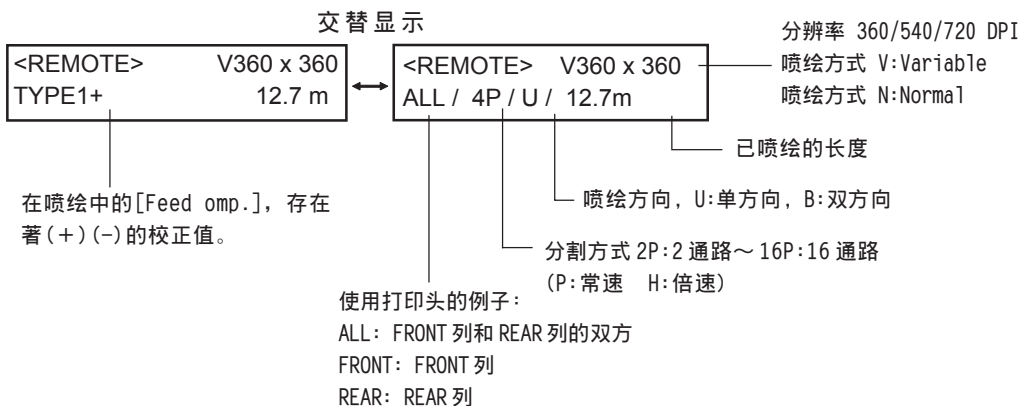 交替显示
<REMOTE> V360 x 360
TYPE1+ 12.7 m
<REMOTE> V360 x 360
ALL / 4P / U / 12.7m
分辨率 360/540/720 DPI
喷绘方式 V:Variable
喷绘方式 N:Normal
已喷绘的长度
喷绘方向，U:单方向，B:双方向
分割方式 2P:2 通路～16P:16 通路
(P:常速 H:倍速)
在喷绘中的[Feed omp.]，存在
著(+)(-)的校正值。
使用打印头的例子:
ALL: FRONT 列和 REAR 列的双方
FRONT: FRONT 列
REAR: REAR 列